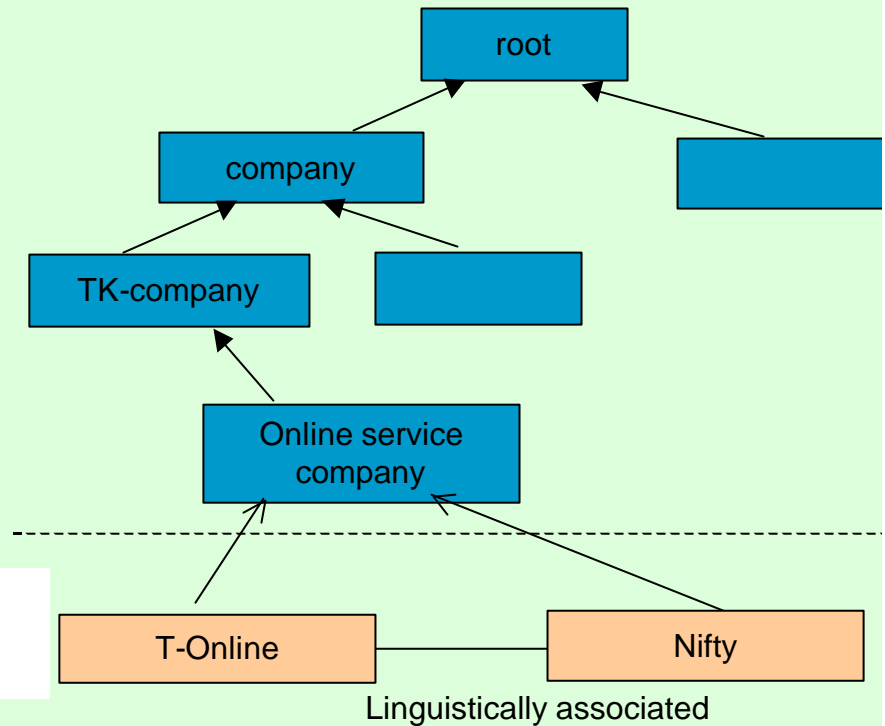 root
company
TK-company
Online service
company
T-Online
Nifty
Linguistically associated